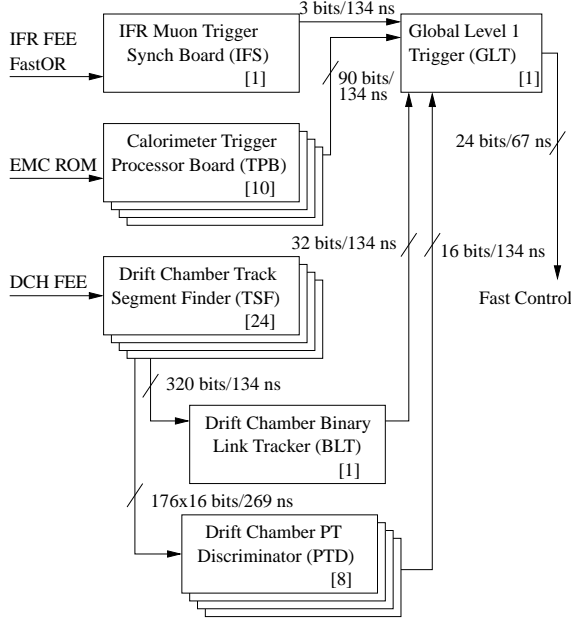 3 bits/134 ns
IFR FEE
FastOR
IFR Muon Trigger
Synch Board (IFS)
[1]
Global Level 1
Trigger (GLT)
[1]
90 bits/
134 ns
24 bits/67 ns
EMC ROM
Calorimeter Trigger
Processor Board (TPB)
[10]
32 bits/134 ns
16 bits/134 ns
DCH FEE
Drift Chamber Track
Segment Finder (TSF)
[24]
Fast Control
320 bits/134 ns
Drift Chamber Binary
Link Tracker (BLT)
[1]
176x16 bits/269 ns
Drift Chamber PT
Discriminator (PTD)
[8]